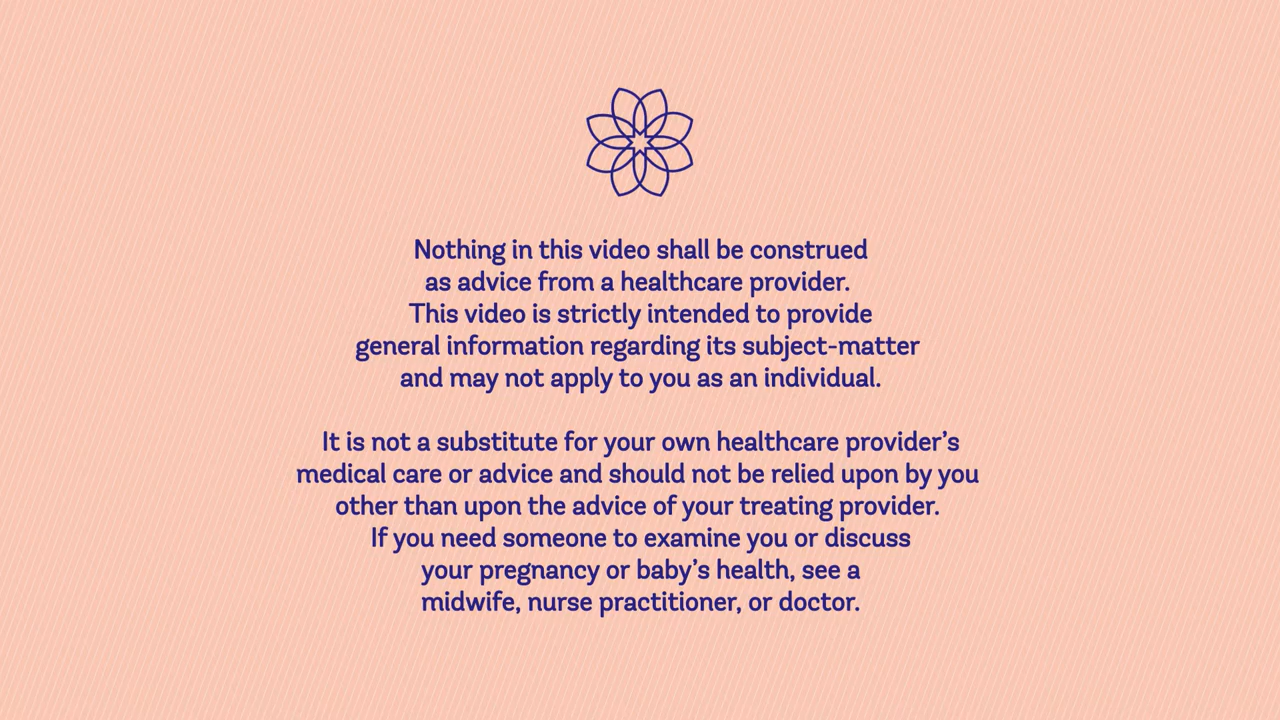 Nothing in this video shall be construed
as advice from a healthcare provider.
This video is strictly intended to provide
general information regarding its subject-matter
and may not apply to you as an individual.
It is not a substitute for your own healthcare provider’s
medical care or advice and should not be relied upon by you
other than upon the advice of your treating provider.
If you need someone to examine you or discuss
your pregnancy or baby’s health, see a
midwife, nurse practitioner, or doctor.